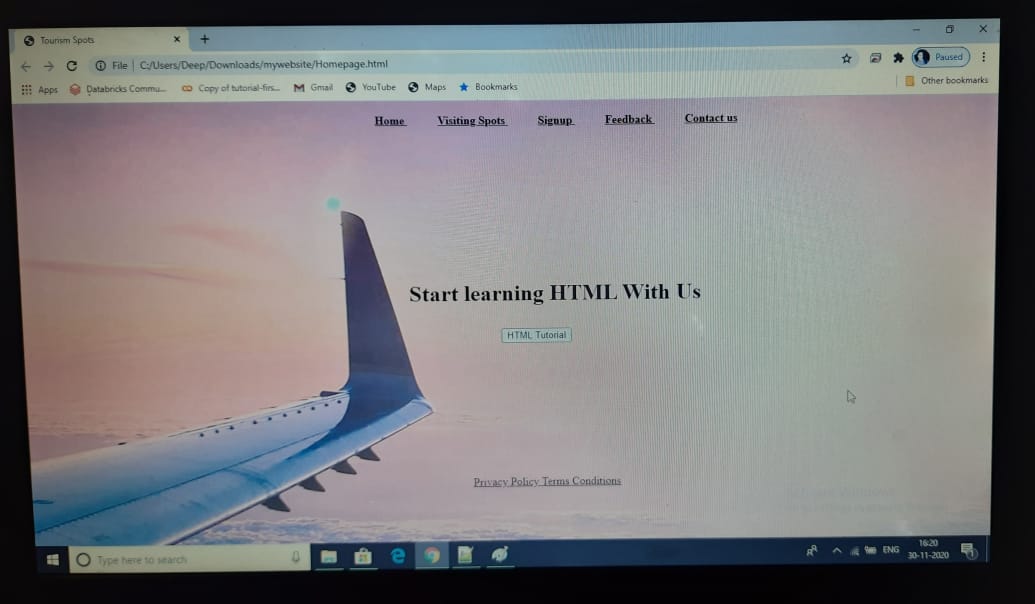 Tourism Spots
File C:/Users/Deep/Downloads/mywebsite/Homepage.html Paused
Apps Databricks Commu... Copy of tutorial-firs... Gmail YouTube Maps Bookmarks Other bookmarks
Home Visiting Spots Signup Feedback Contact us
Start learning HTML With Us
HTML Tutorial
Privacy Policy Terms Conditions
Type here to search
ENG 16:20
30-11-2020
1